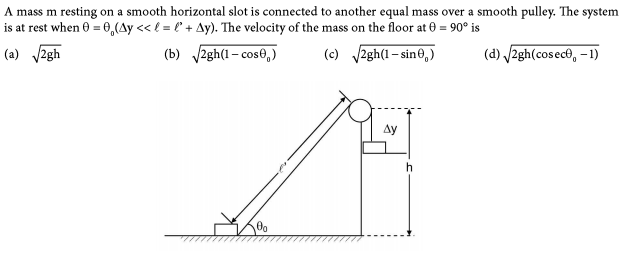 A mass m resting on a smooth horizontal slot is connected to another equal mass over a smooth pulley. The system
is at rest when θ = θ₀(Δy << ℓ = ℓ' + Δy). The velocity of the mass on the floor at θ = 90° is
(a) √2gh (b) √2gh(1 – cosθ₀) (c) √2gh(1 – sinθ₀) (d) √2gh(cosecθ₀ – 1)
Δy
ℓ'
h
θ₀